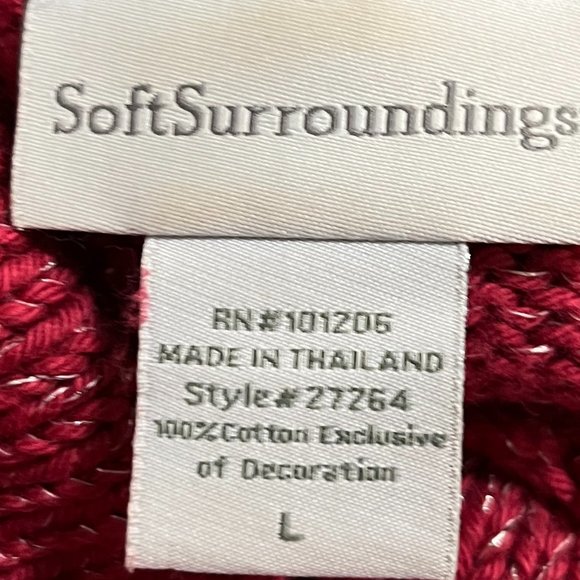 SoftSurroundings
RN#101206
MADE IN THAILAND
Style#27264
100%Cotton Exclusive
of Decoration
L